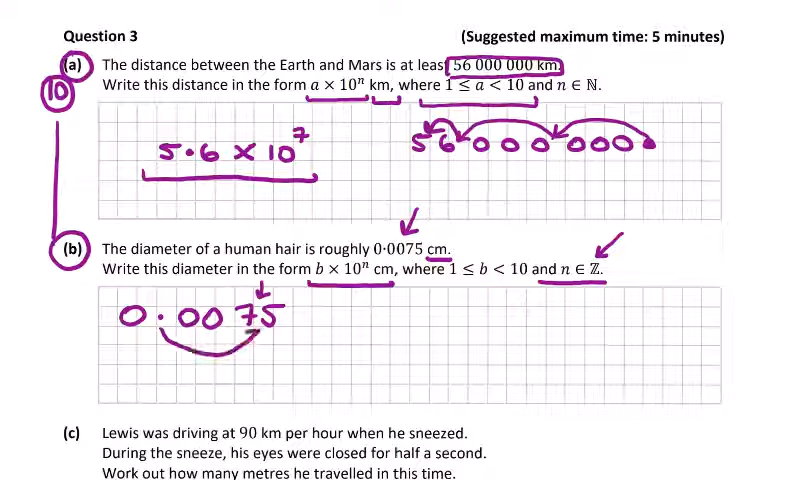 Question 3 (Suggested maximum time: 5 minutes)
(a) The distance between the Earth and Mars is at least 56 000 000 km.
10 Write this distance in the form a × 10ⁿ km, where 1 ≤ a < 10 and n ∈ ℕ.
5.6 × 10⁷ 56000000.
(b) The diameter of a human hair is roughly 0·0075 cm.
Write this diameter in the form b × 10ⁿ cm, where 1 ≤ b < 10 and n ∈ ℤ.
0.0075
(c) Lewis was driving at 90 km per hour when he sneezed.
During the sneeze, his eyes were closed for half a second.
Work out how many metres he travelled in this time.